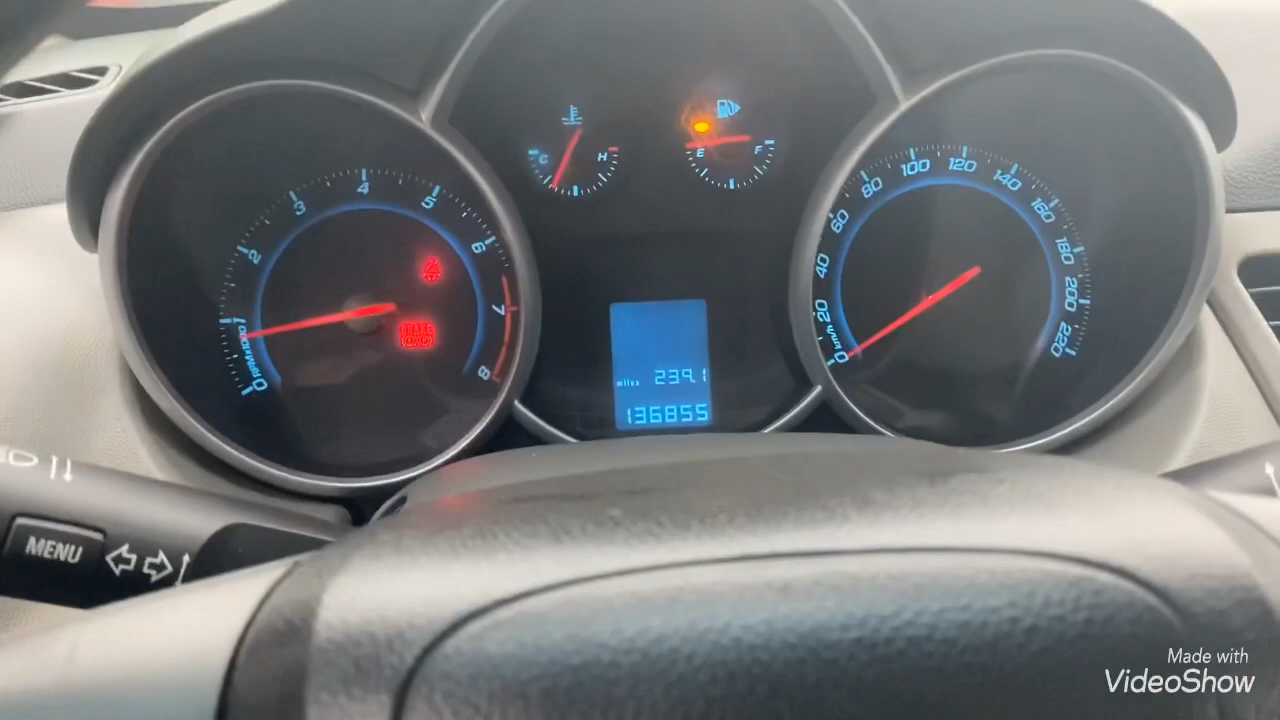 0 1 2 3 4 5 6 7 8
RPMx1000
BRAKE
C H
E F
miles 239.1
136855
0 20 40 60 80 100 120 140 160 180 200 220
km/h
MENU
Made with
VideoShow